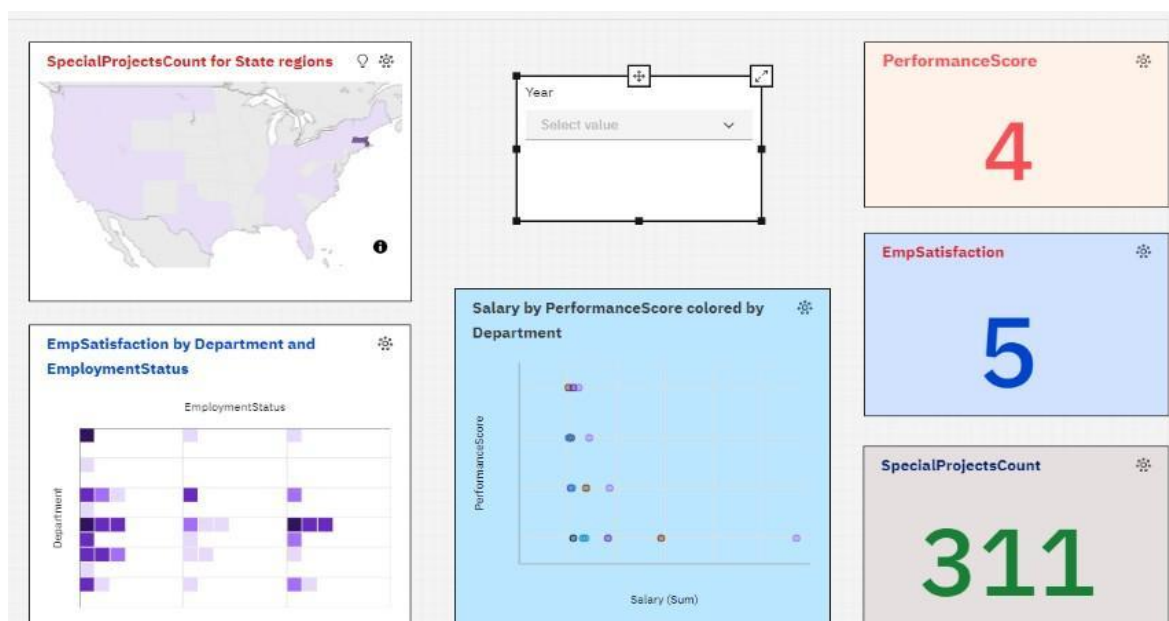 SpecialProjectsCount for State regions
Year
Select value
PerformanceScore
4
EmpSatisfaction
5
Salary by PerformanceScore colored by
Department
PerformanceScore
Salary (Sum)
EmpSatisfaction by Department and
EmploymentStatus
EmploymentStatus
Department
SpecialProjectsCount
311